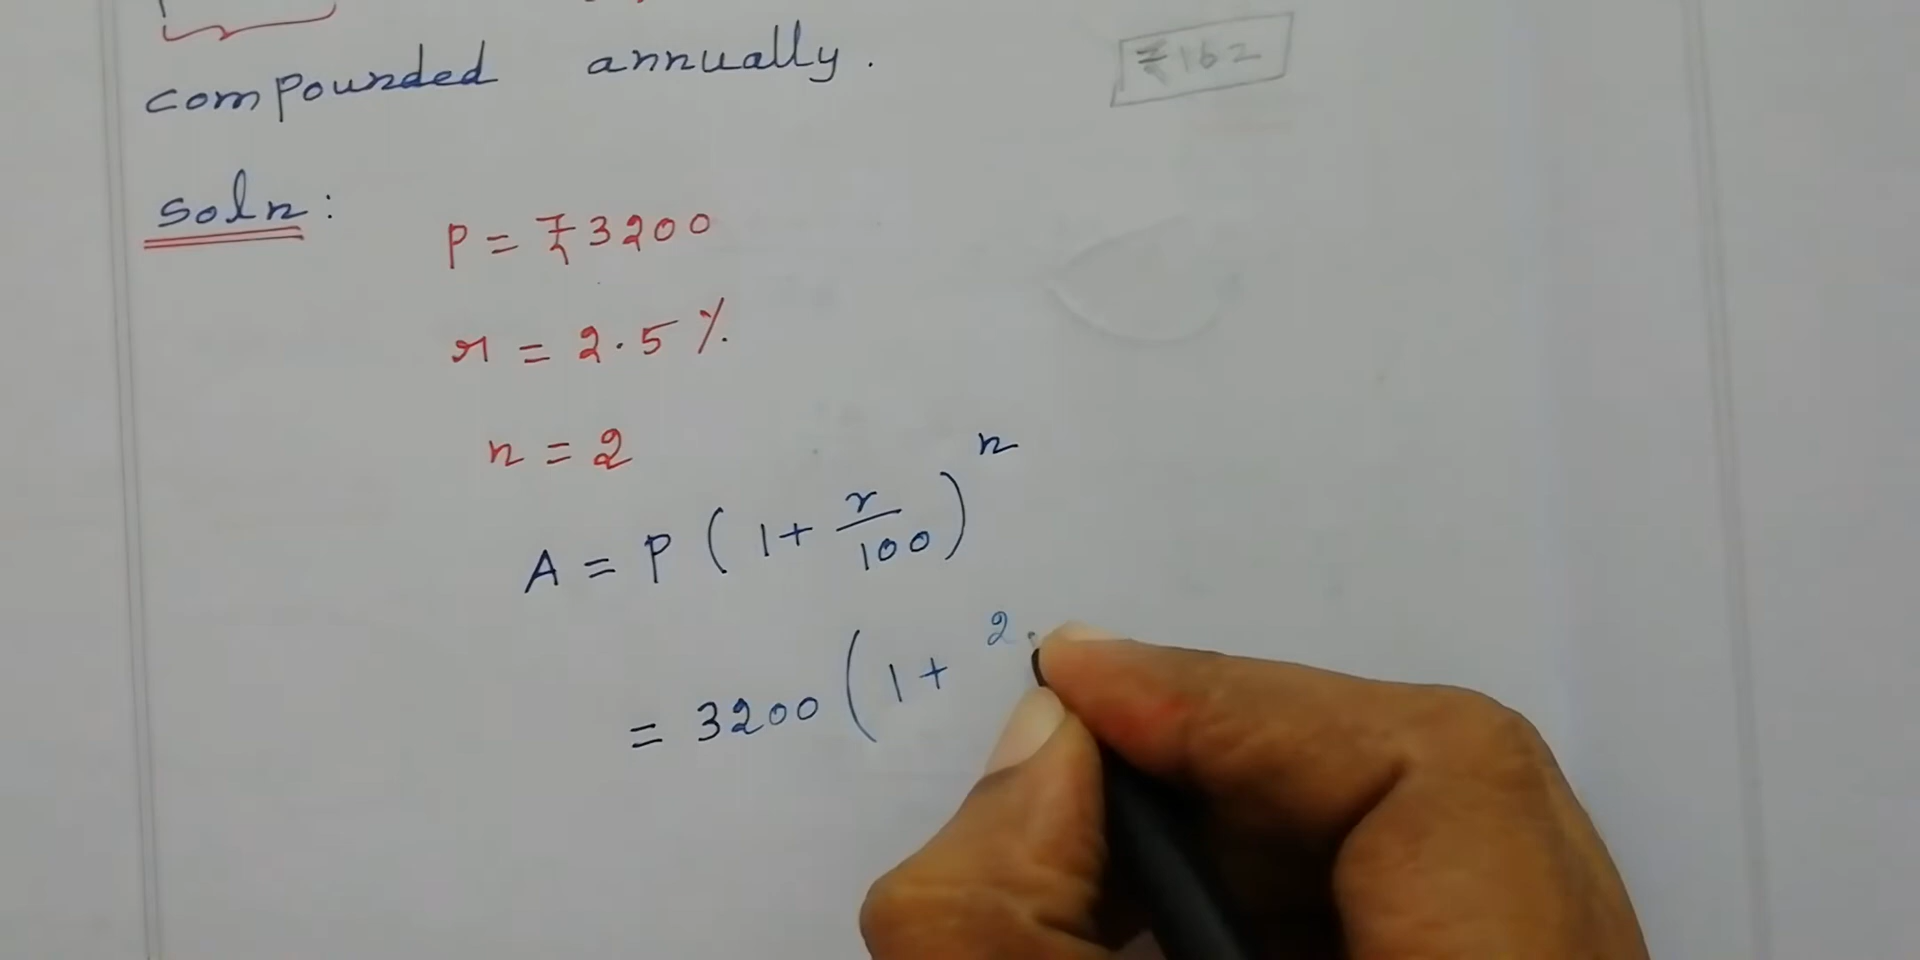 compounded annually.
₹162
Soln:
P = ₹3200
r = 2.5%
n = 2
A = P (1 + r/100)^n
= 3200 (1 + 2.